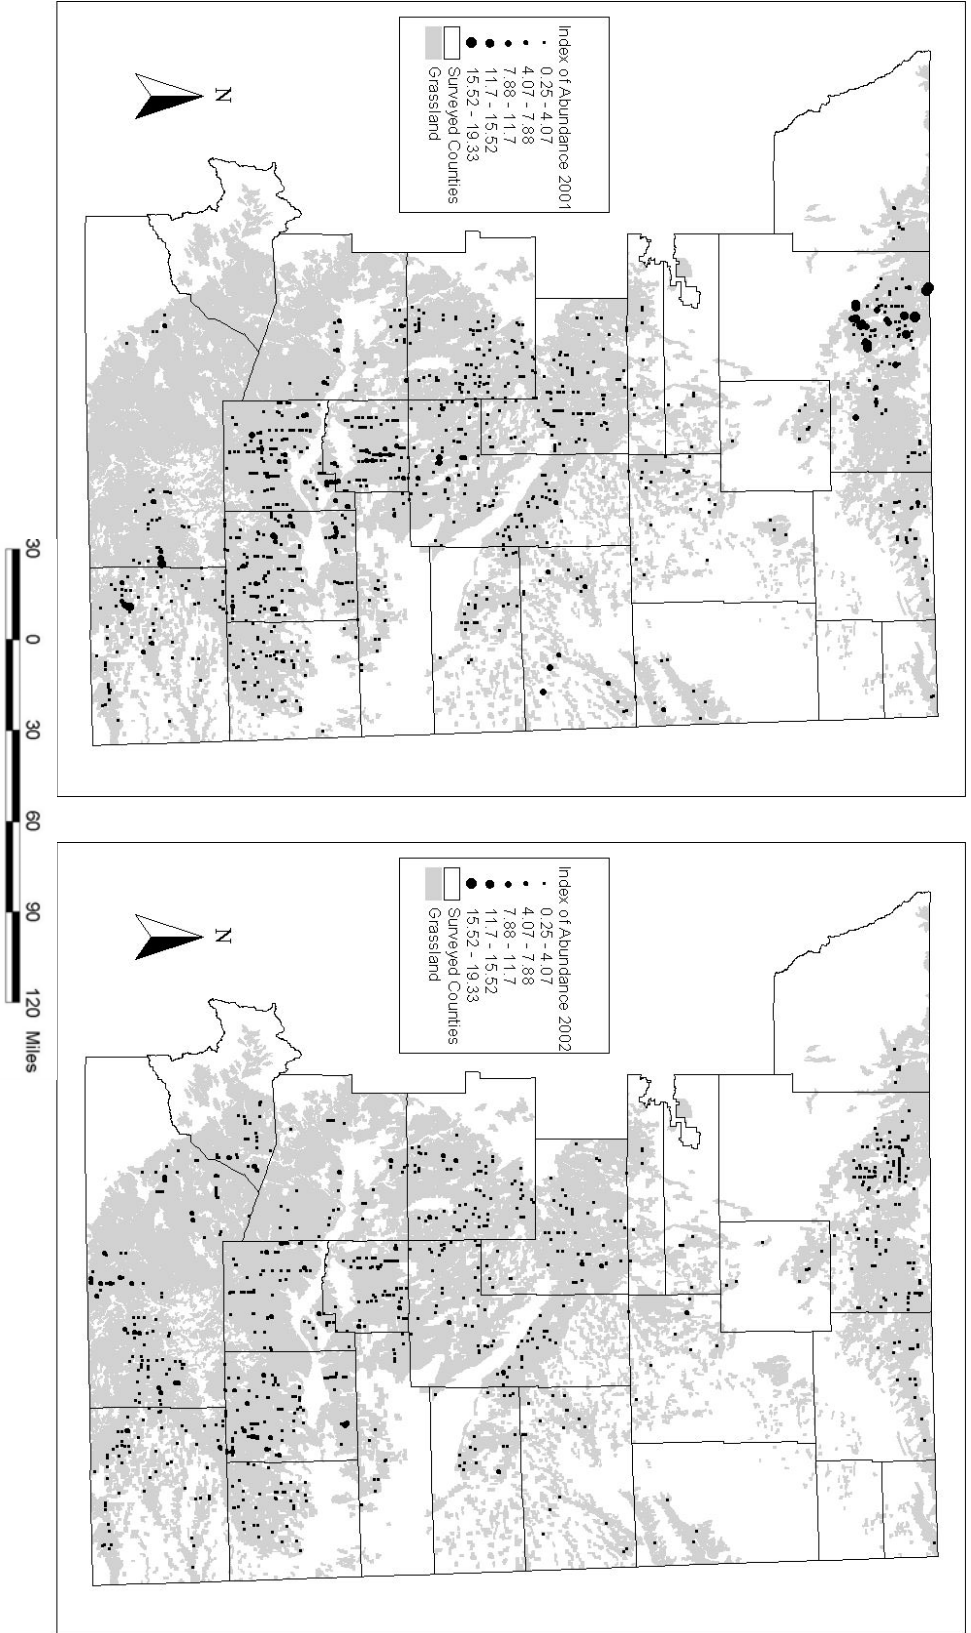 Index of Abundance 2001
0.25 - 4.07
4.07 - 7.88
7.88 - 11.7
11.7 - 15.52
15.52 - 19.33
Surveyed Counties
Grassland
N
Index of Abundance 2002
0.25 - 4.07
4.07 - 7.88
7.88 - 11.7
11.7 - 15.52
15.52 - 19.33
Surveyed Counties
Grassland
N
30 0 30 60 90 120 Miles